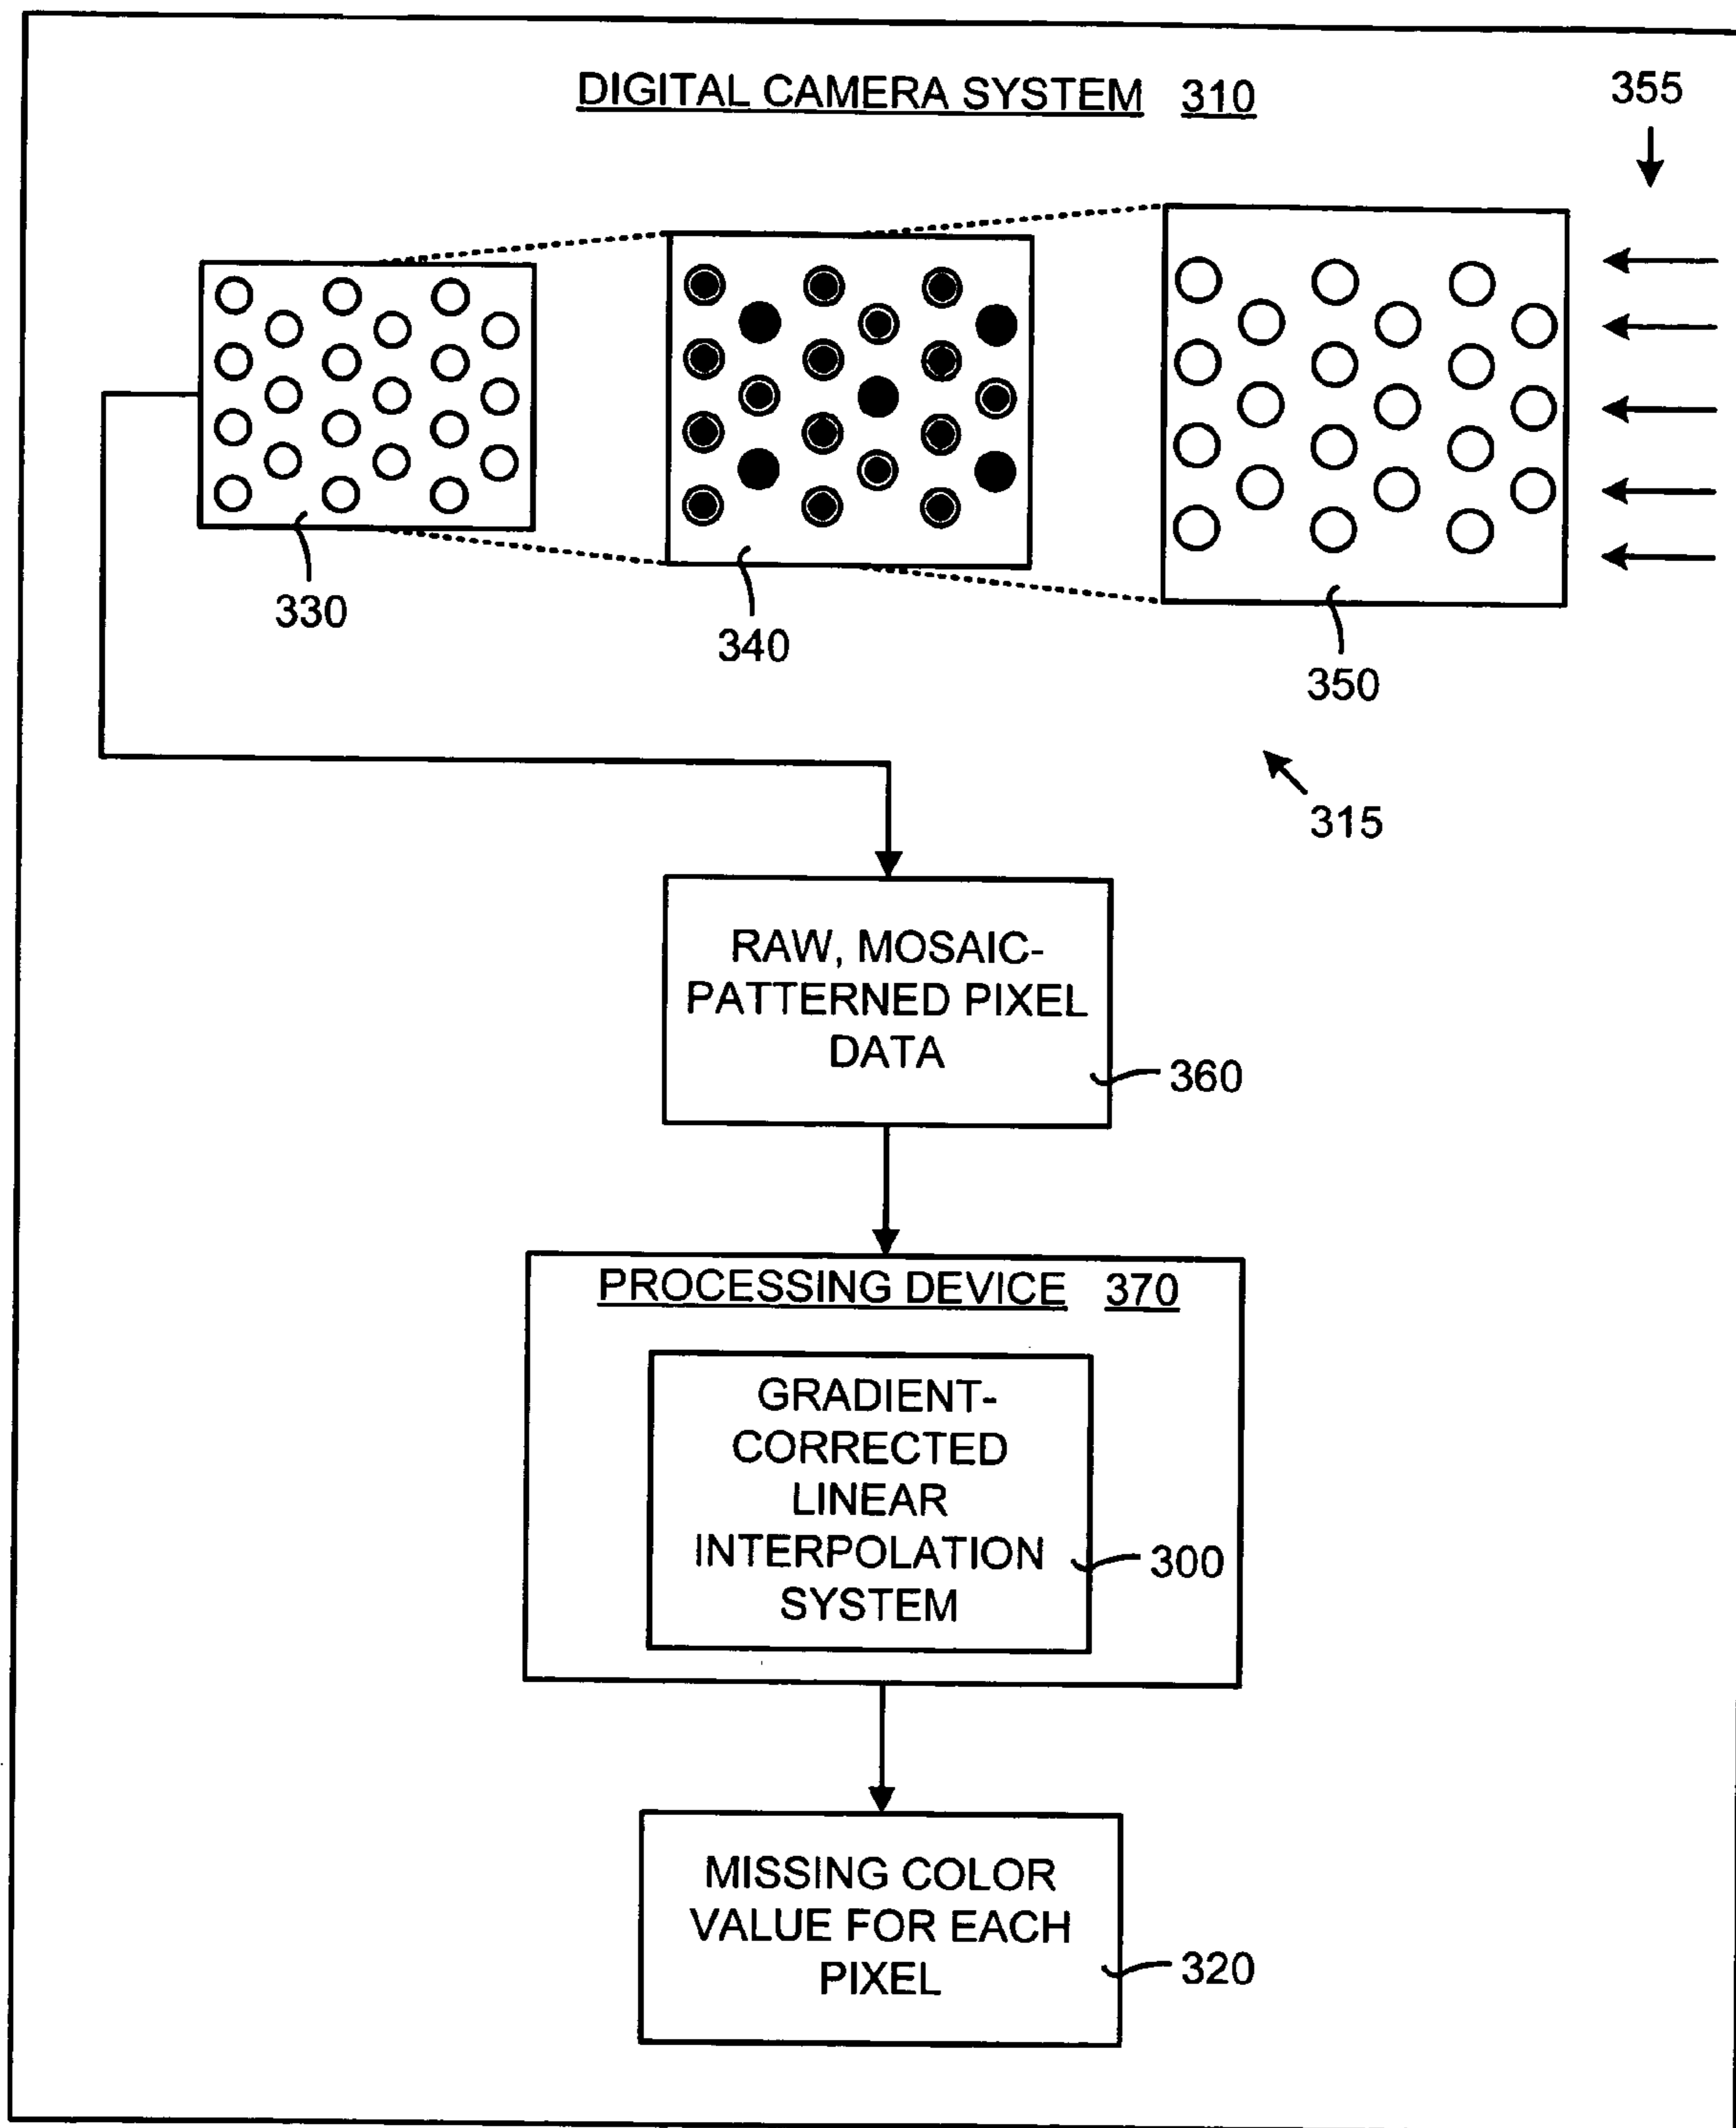 DIGITAL CAMERA SYSTEM 310
355
330
340
350
315
RAW, MOSAIC-
PATTERNED PIXEL
DATA
360
PROCESSING DEVICE 370
GRADIENT-
CORRECTED
LINEAR
INTERPOLATION
SYSTEM
300
MISSING COLOR
VALUE FOR EACH
PIXEL
320